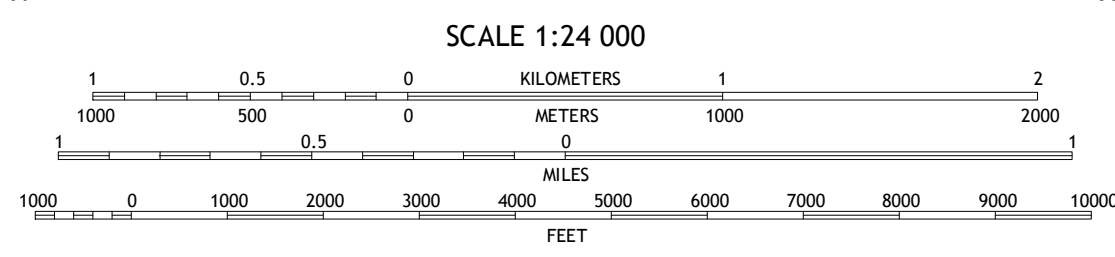 SCALE 1:24 000
1 0.5 0 KILOMETERS 1 2
1000 500 0 METERS 1000 2000
1 0.5 0 1
MILES
1000 0 1000 2000 3000 4000 5000 6000 7000 8000 9000 10000
FEET